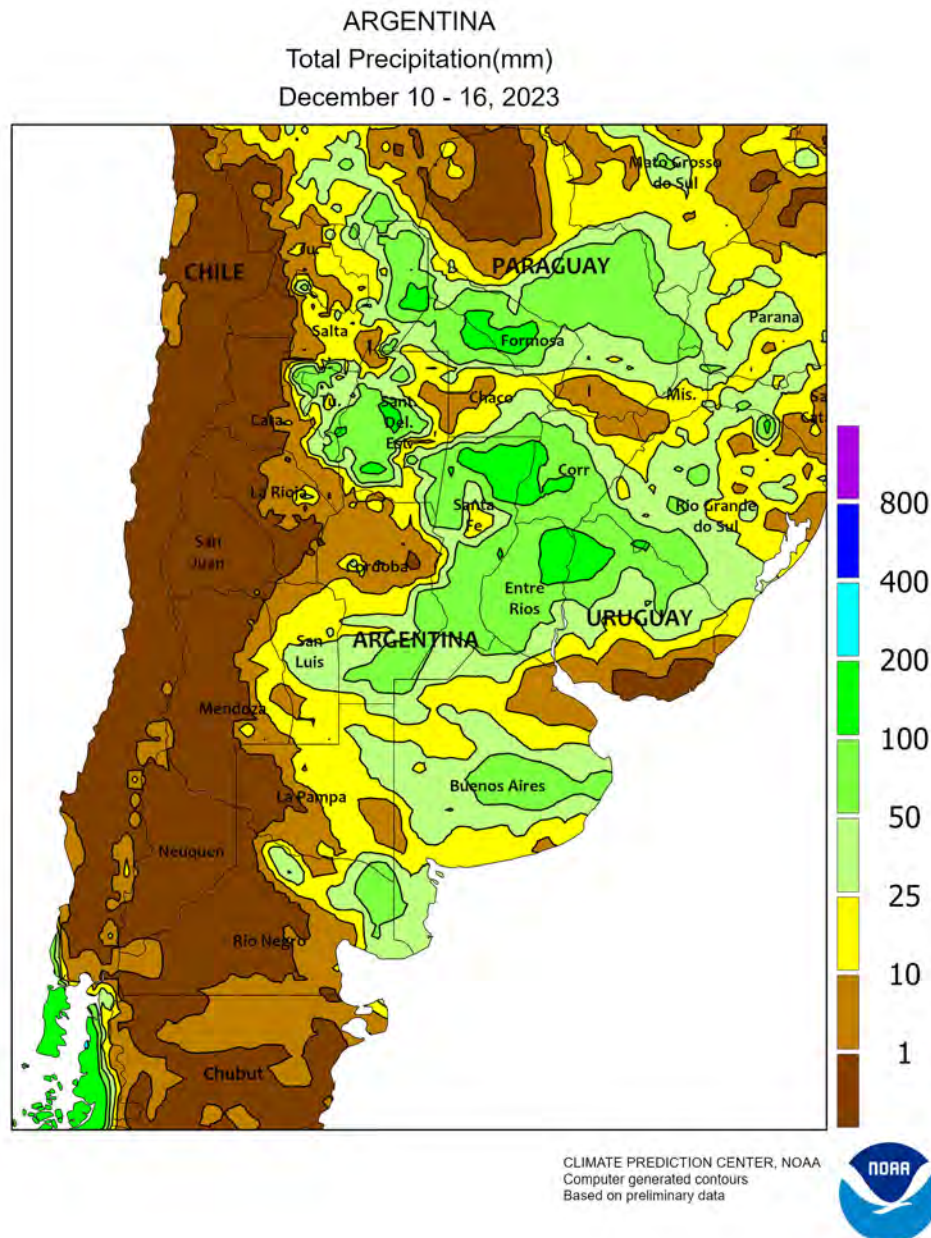 ARGENTINA
Total Precipitation(mm)
December 10 - 16, 2023
Mato Grosso
do Sul
Ju.
CHILE
PARAGUAY
Parana
Salta
Formosa
Tu.
Sant.
Del.
Est.
Chaco
Mis.
Cata.
La Rioja
Corr
Santa
Fe
Rio Grande
do Sul
San
Juan
Cordoba
Entre
Rios
URUGUAY
San
Luis
ARGENTINA
Mendoza
La Pampa
Buenos Aires
Neuquen
Rio Negro
Chubut
800
400
200
100
50
25
10
1
CLIMATE PREDICTION CENTER, NOAA
Computer generated contours
Based on preliminary data
NOAA